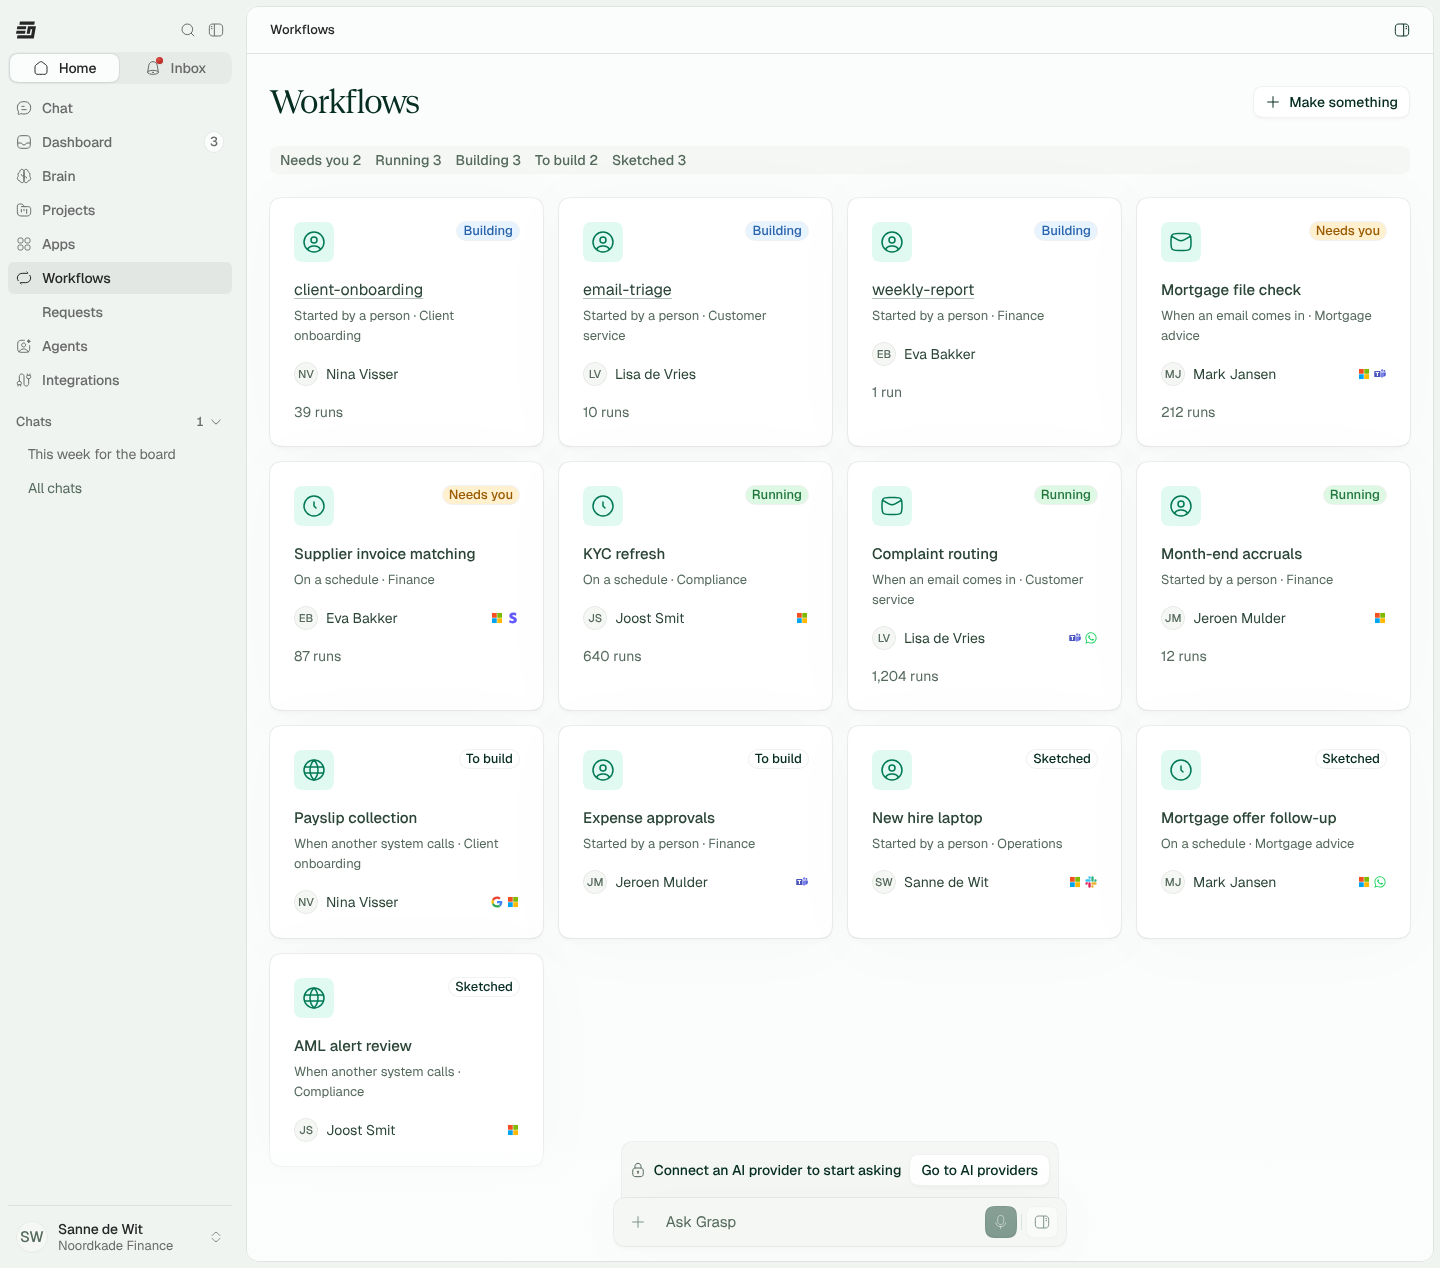 Workflows
Home
Inbox
Chat
Dashboard 3
Brain
Projects
Apps
Workflows
Requests
Agents
Integrations
Chats 1
This week for the board
All chats
SW
Sanne de Wit
Noordkade Finance
Workflows
Make something
Needs you 2 Running 3 Building 3 To build 2 Sketched 3
Building
client-onboarding
Started by a person · Client
onboarding
NV Nina Visser
39 runs
Building
email-triage
Started by a person · Customer
service
LV Lisa de Vries
10 runs
Building
weekly-report
Started by a person · Finance
EB Eva Bakker
1 run
Needs you
Mortgage file check
When an email comes in · Mortgage
advice
MJ Mark Jansen
212 runs
Needs you
Supplier invoice matching
On a schedule · Finance
EB Eva Bakker
87 runs
Running
KYC refresh
On a schedule · Compliance
JS Joost Smit
640 runs
Running
Complaint routing
When an email comes in · Customer
service
LV Lisa de Vries
1,204 runs
Running
Month-end accruals
Started by a person · Finance
JM Jeroen Mulder
12 runs
To build
Payslip collection
When another system calls · Client
onboarding
NV Nina Visser
To build
Expense approvals
Started by a person · Finance
JM Jeroen Mulder
Sketched
New hire laptop
Started by a person · Operations
SW Sanne de Wit
Sketched
Mortgage offer follow-up
On a schedule · Mortgage advice
MJ Mark Jansen
Sketched
AML alert review
When another system calls ·
Compliance
JS Joost Smit
Connect an AI provider to start asking Go to AI providers
Ask Grasp